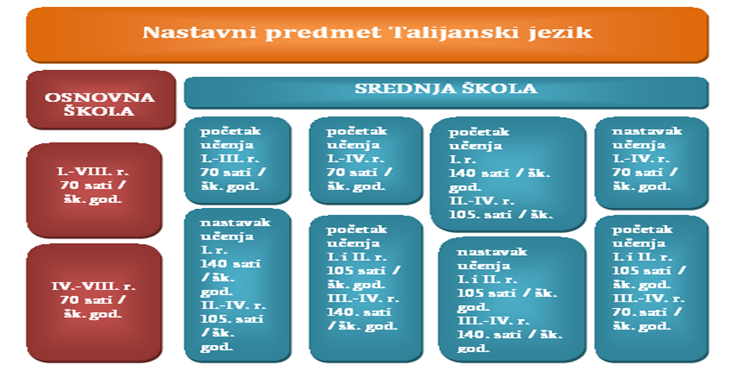 Nastavni predmet Talijanski jezik
OSNOVNA
ŠKOLA
I.-VIII. r.
70 sati /
šk. god.
IV.-VIII. r.
70 sati /
šk. god.
SREDNJA ŠKOLA
početak
učenja
I.-III. r.
70 sati /
šk. god.
početak
učenja
I.-IV. r.
70 sati /
šk. god.
početak
učenja
I. r.
140 sati / šk.
god.
II.-IV. r.
105. sati / šk.
nastavak
učenja
I.-IV. r.
70 sati /
šk. god.
nastavak
učenja
I. r.
140 sati
/ šk.
god.
II.-IV. r.
105. sati
/ šk.
god.
početak
učenja
I. i II. r.
105 sati /
šk. god.
III.-IV. r.
140. sati
/ šk. god.
nastavak
učenja
I. i II. r.
105 sati / šk.
god.
III.-IV. r.
140. sati / šk.
god.
početak
učenja
I. i II. r.
105 sati /
šk. god.
III.-IV. r.
70. sati /
šk. god.